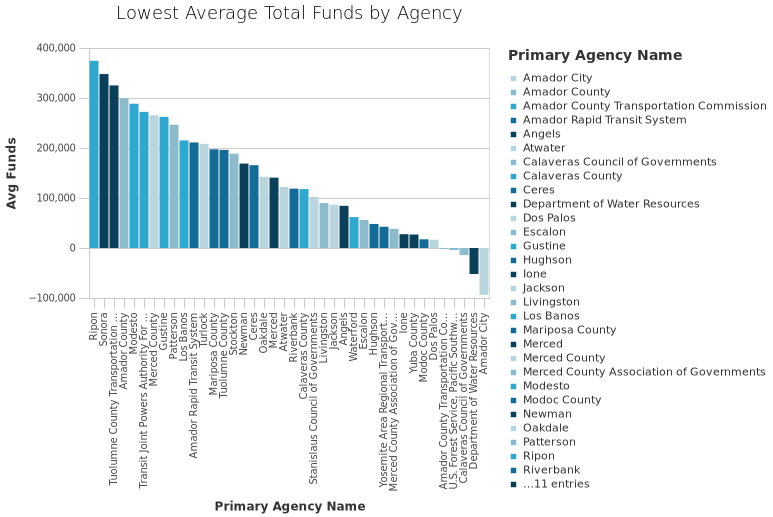 Lowest Average Total Funds by Agency
400,000
300,000
200,000
100,000
0
−100,000
Avg Funds
Ripon
Sonora
Tuolumne County Transportation ...
Amador County
Modesto
Transit Joint Powers Authority For ...
Merced County
Gustine
Patterson
Los Banos
Amador Rapid Transit System
Turlock
Mariposa County
Tuolumne County
Stockton
Newman
Ceres
Oakdale
Merced
Atwater
Riverbank
Calaveras County
Stanislaus Council of Governments
Livingston
Jackson
Angels
Waterford
Escalon
Hughson
Yosemite Area Regional Transport...
Merced County Association of Gov...
Ione
Yuba County
Modoc County
Dos Palos
Amador County Transportation Co...
U.S. Forest Service, Pacific Southw...
Calaveras Council of Governments
Department of Water Resources
Amador City
Primary Agency Name
Primary Agency Name
Amador City
Amador County
Amador County Transportation Commission
Amador Rapid Transit System
Angels
Atwater
Calaveras Council of Governments
Calaveras County
Ceres
Department of Water Resources
Dos Palos
Escalon
Gustine
Hughson
Ione
Jackson
Livingston
Los Banos
Mariposa County
Merced
Merced County
Merced County Association of Governments
Modesto
Modoc County
Newman
Oakdale
Patterson
Ripon
Riverbank
...11 entries